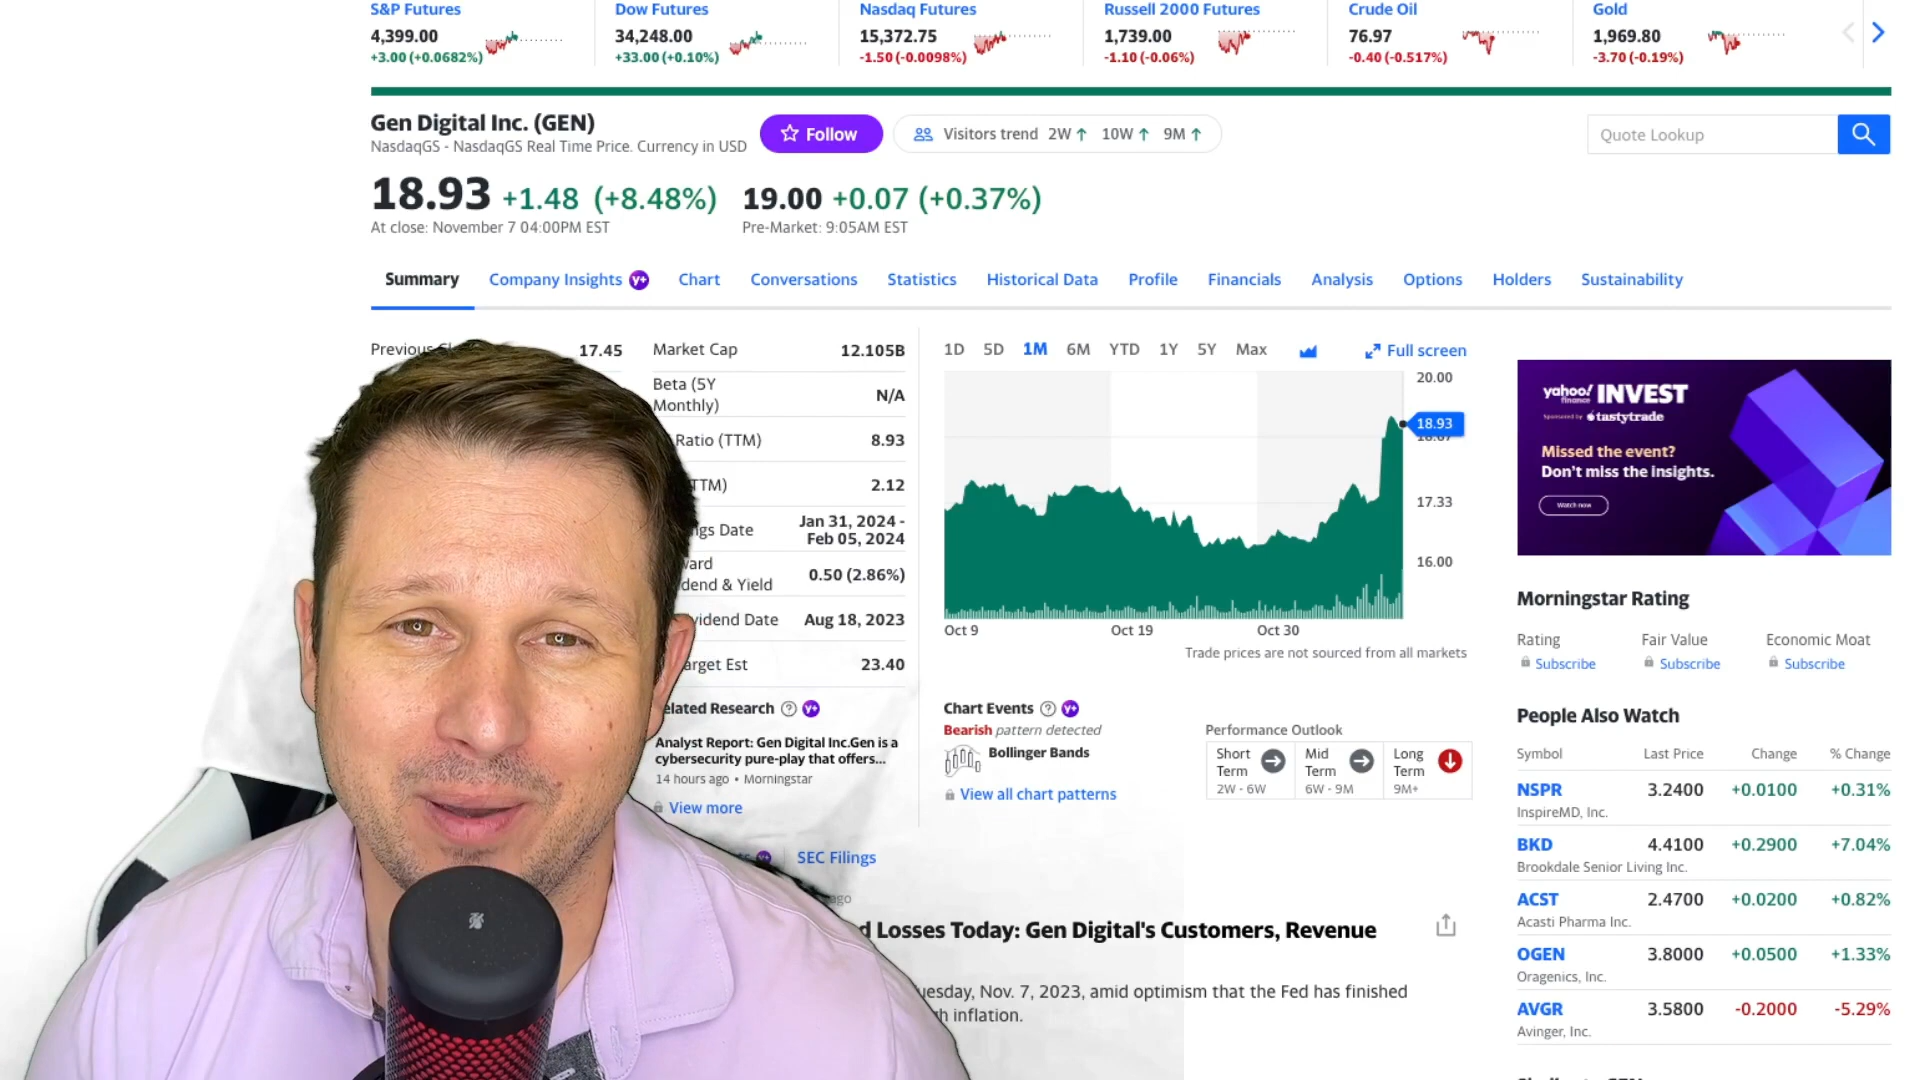 S&P Futures
4,399.00
+3.00 (+0.0682%)
Dow Futures
34,248.00
+33.00 (+0.10%)
Nasdaq Futures
15,372.75
-1.50 (-0.0098%)
Russell 2000 Futures
1,739.00
-1.10 (-0.06%)
Crude Oil
76.97
-0.40 (-0.517%)
Gold
1,969.80
-3.70 (-0.19%)
Gen Digital Inc. (GEN)
NasdaqGS - NasdaqGS Real Time Price. Currency in USD
Follow
Visitors trend 2W 10W 9M
Quote Lookup
18.93 +1.48 (+8.48%)
At close: November 7 04:00PM EST
19.00 +0.07 (+0.37%)
Pre-Market: 9:05AM EST
Summary
Company Insights y+
Chart
Conversations
Statistics
Historical Data
Profile
Financials
Analysis
Options
Holders
Sustainability
Previous 17.45
Market Cap 12.105B
Beta (5Y
Monthly) N/A
Ratio (TTM) 8.93
TTM) 2.12
Date Jan 31, 2024 -
Feb 05, 2024
& Yield 0.50 (2.86%)
Date Aug 18, 2023
Est 23.40
1D 5D 1M 6M YTD 1Y 5Y Max
Full screen
20.00
18.93
17.33
16.00
Oct 9 Oct 19 Oct 30
Trade prices are not sourced from all markets
Research y+
Analyst Report: Gen Digital Inc.Gen is a
cybersecurity pure-play that offers...
14 hours ago • Morningstar
View more
Chart Events y+
Bearish pattern detected
Bollinger Bands
View all chart patterns
Performance Outlook
Short
Term
2W - 6W
Mid
Term
6W - 9M
Long
Term
9M+
SEC Filings
ago
Losses Today: Gen Digital's Customers, Revenue
Nov. 7, 2023, amid optimism that the Fed has finished
inflation.
yahoo! finance INVEST
Sponsored by tastytrade
Missed the event?
Don't miss the insights.
Watch now
Morningstar Rating
Rating
Subscribe
Fair Value
Subscribe
Economic Moat
Subscribe
People Also Watch
Symbol Last Price Change % Change
NSPR 3.2400 +0.0100 +0.31%
InspireMD, Inc.
BKD 4.4100 +0.2900 +7.04%
Brookdale Senior Living Inc.
ACST 2.4700 +0.0200 +0.82%
Acasti Pharma Inc.
OGEN 3.8000 +0.0500 +1.33%
Oragenics, Inc.
AVGR 3.5800 -0.2000 -5.29%
Avinger, Inc.